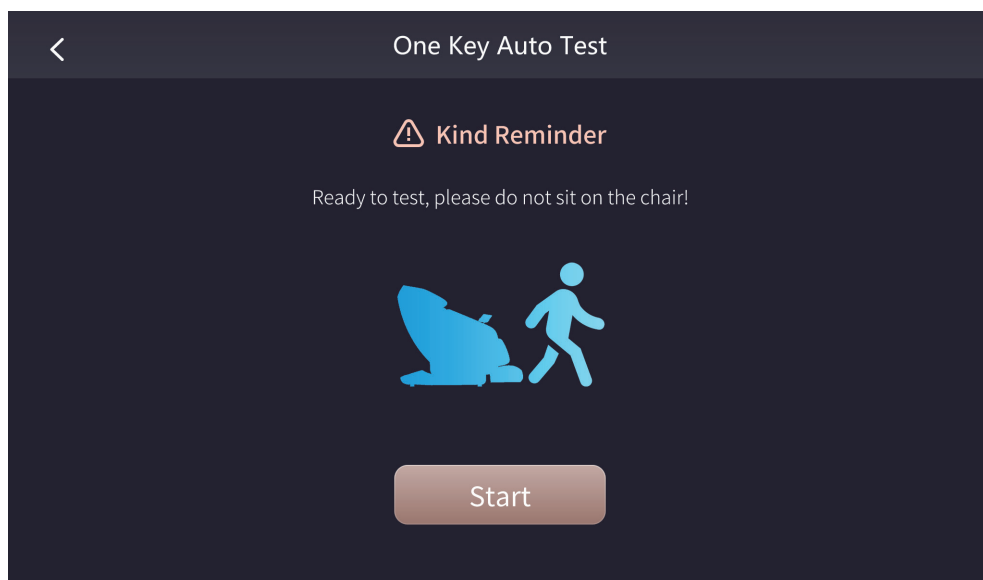 One Key Auto Test
Kind Reminder
Ready to test, please do not sit on the chair!
Start